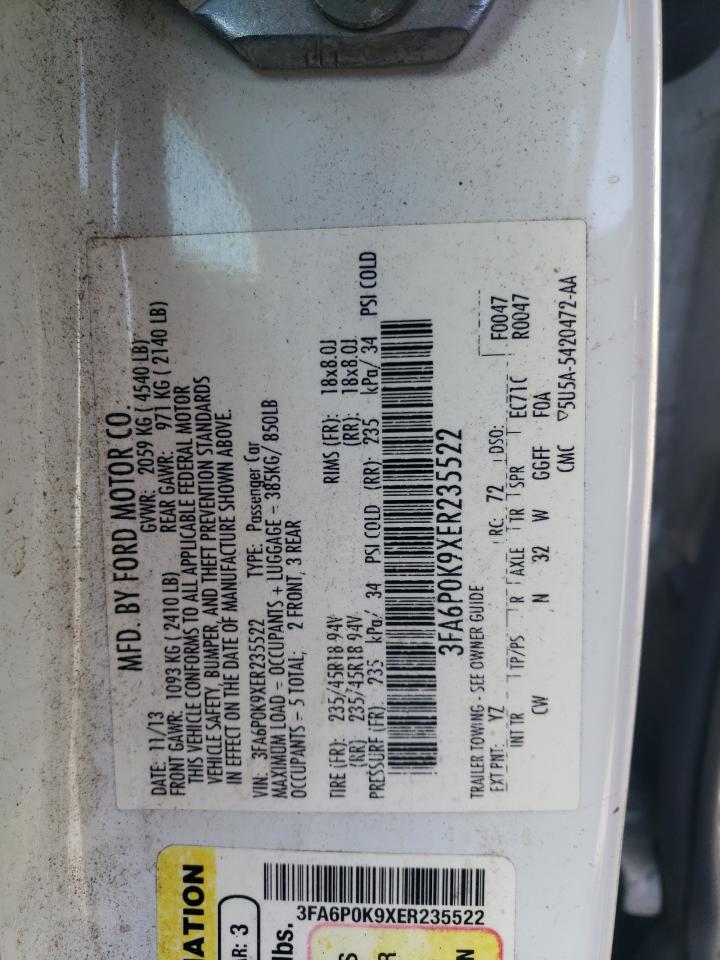 MFD. BY FORD MOTOR CO.
DATE: 11/13 GVWR: 2059 KG ( 4540 LB)
FRONT GAWR: 1093 KG ( 2410 LB) REAR GAWR: 971 KG ( 2140 LB)
THIS VEHICLE CONFORMS TO ALL APPLICABLE FEDERAL MOTOR
VEHICLE SAFETY, BUMPER, AND THEFT PREVENTION STANDARDS
IN EFFECT ON THE DATE OF MANUFACTURE SHOWN ABOVE.
VIN: 3FA6P0K9XER235522 TYPE: Passenger Car
MAXIMUM LOAD = OCCUPANTS + LUGGAGE = 385KG/ 850LB
OCCUPANTS = 5 TOTAL; 2 FRONT, 3 REAR
TIRE (FR): 235/45R18 94V RIMS (FR): 18x8.0J
(RR) 235/45R18 94V (RR): 18x8.0J
PRESSURE (FR): 235 kPa/ 34 PSI COLD (RR): 235 kPa/ 34 PSI COLD
3FA6P0K9XER235522
TRAILER TOWING - SEE OWNER GUIDE
EXT PNT: YZ RC: 72 DSO: F0047
INT TR TP/PS R AXLE TR SPR EC71C R0047
CW N 32 W GGFF F0A
CMC ▽5U5A-5420472-AA
3FA6P0K9XER235522
AR: 3
lbs.